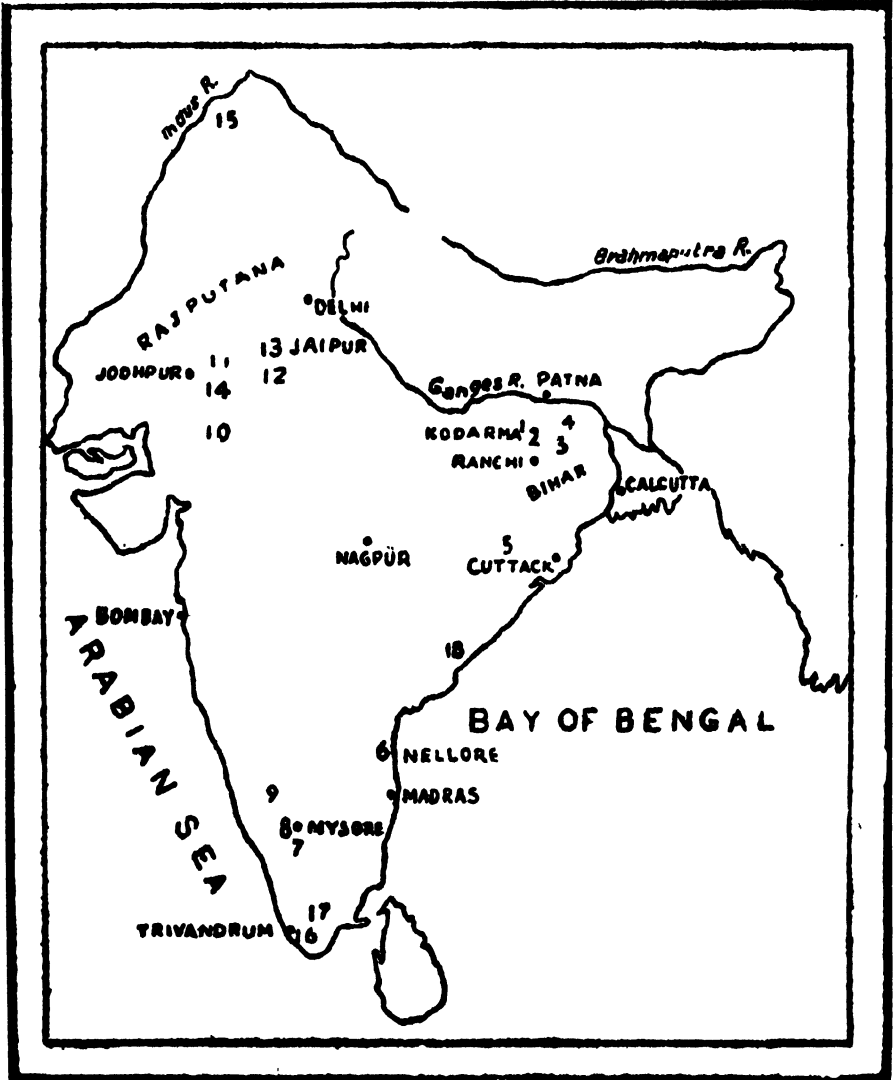 Indus R.
15
Brahmaputra R.
RAJPUTANA
DELHI
11
13 JAIPUR
JODHPUR
12
14
Ganges R. PATNA
10
KODARMA 1 2
4
3
RANCHI
BIHAR
CALCUTTA
5
NAGPÜR
CUTTACK
BOMBAY
ARABIAN SEA
18
BAY OF BENGAL
6 NELLORE
9
MADRAS
8 MYSORE
7
17
TRIVANDRUM
16